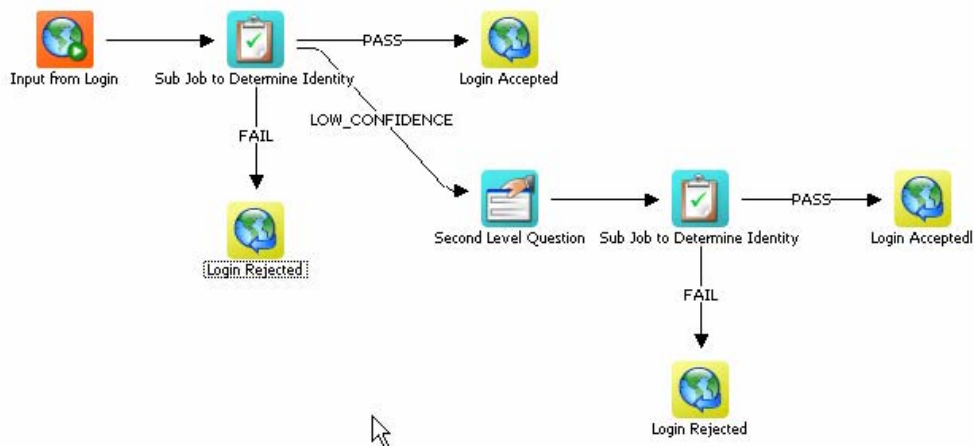 PASS
Input from Login
Sub Job to Determine Identity
Login Accepted
LOW_CONFIDENCE
FAIL
PASS
Second Level Question
Sub Job to Determine Identity
Login AcceptedI
Login Rejected
FAIL
Login Rejected